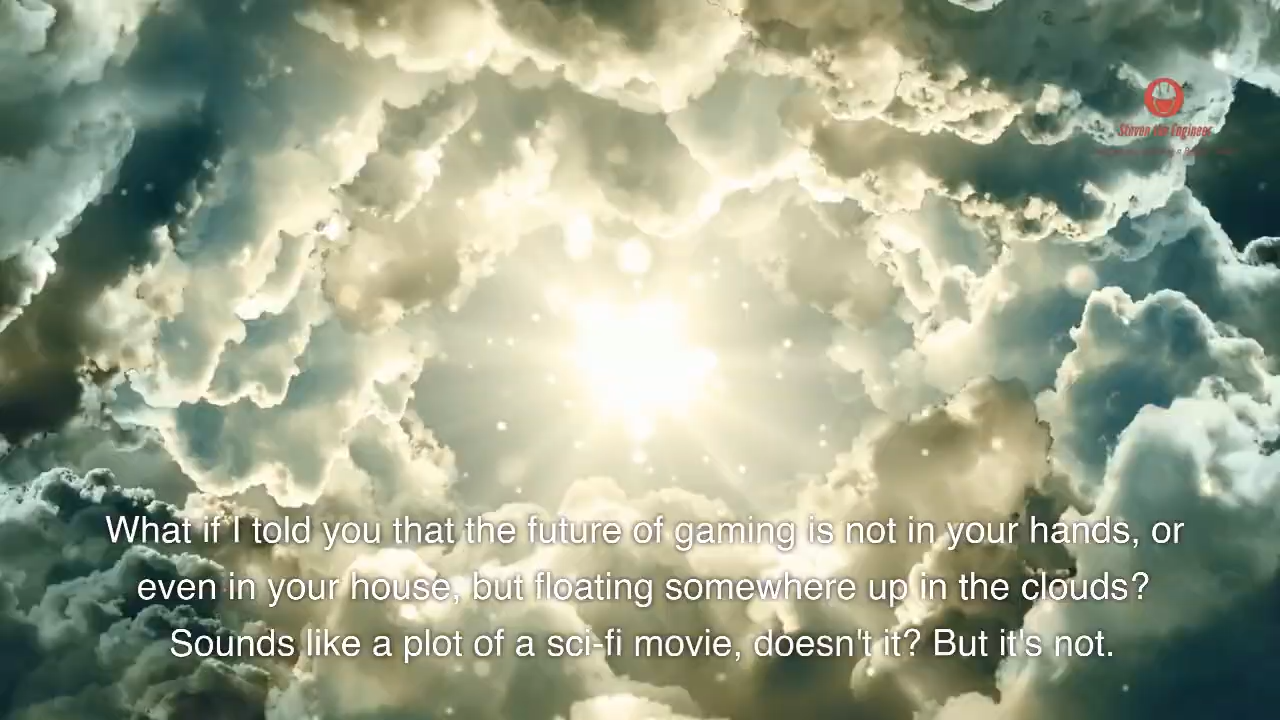 Steven the Engineer
What if I told you that the future of gaming is not in your hands, or
even in your house, but floating somewhere up in the clouds?
Sounds like a plot of a sci-fi movie, doesn't it? But it's not.